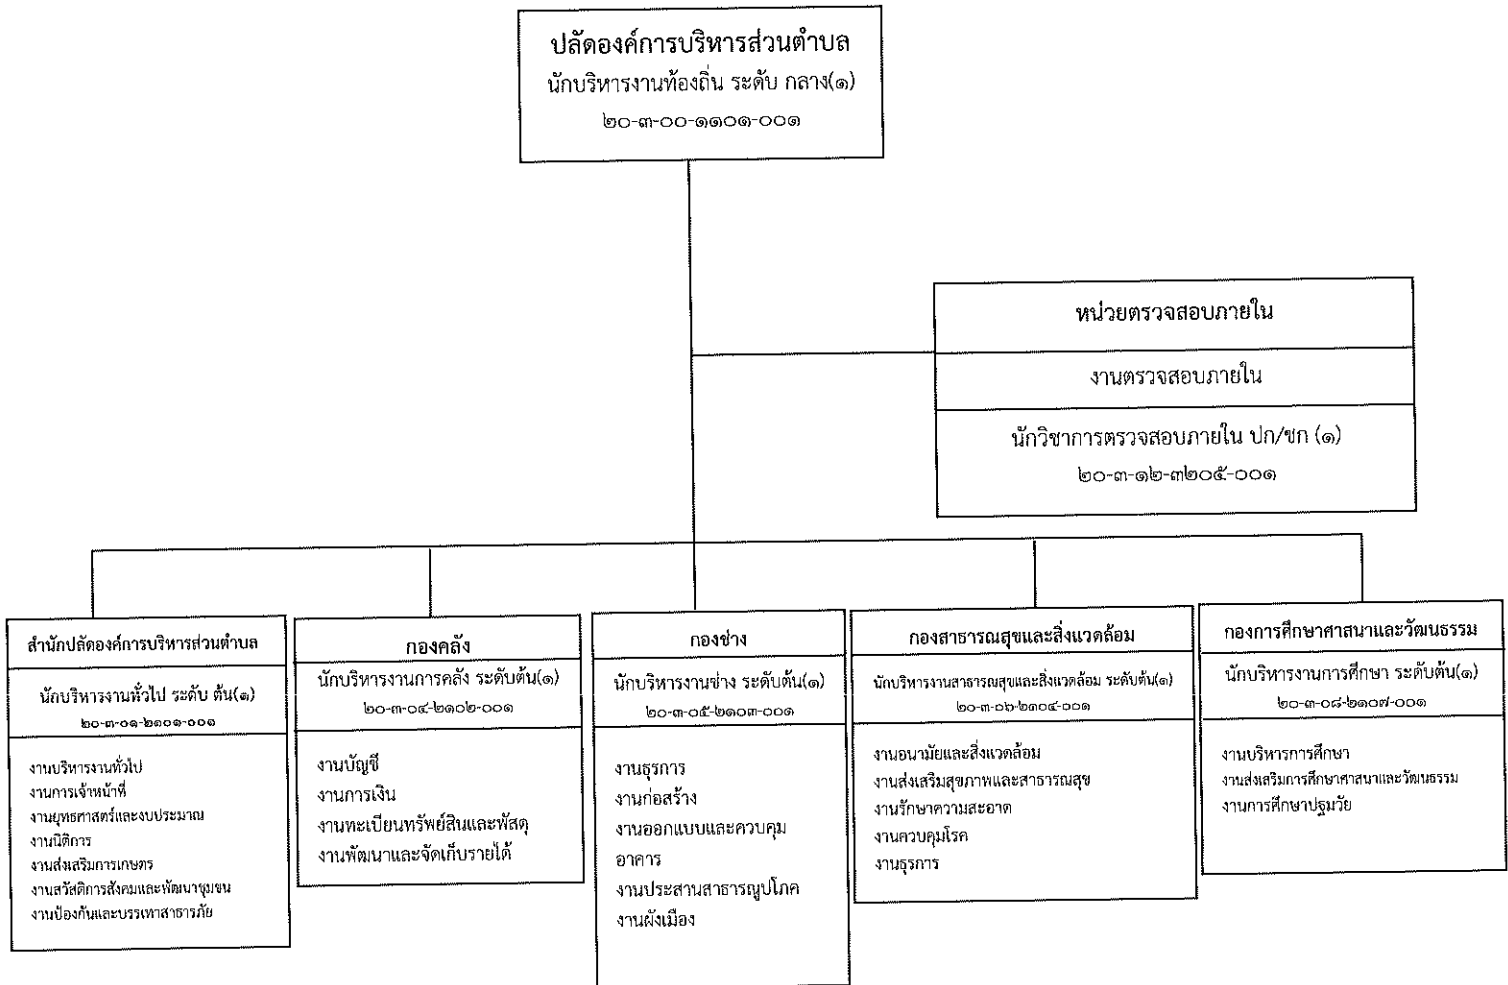 ปลัดองค์การบริหารส่วนตำบล
นักบริหารงานท้องถิ่น ระดับ กลาง(๑)
๒๐-๓-๐๐-๑๑๐๑-๐๐๑
หน่วยตรวจสอบภายใน
งานตรวจสอบภายใน
นักวิชาการตรวจสอบภายใน ปก/ชก (๑)
๒๐-๓-๑๒-๓๒๐๕-๐๐๑
สำนักปลัดองค์การบริหารส่วนตำบล
นักบริหารงานทั่วไป ระดับ ต้น(๑)
๒๐-๓-๐๑-๒๑๐๑-๐๐๑
งานบริหารงานทั่วไป
งานการเจ้าหน้าที่
งานยุทธศาสตร์และงบประมาณ
งานนิติการ
งานส่งเสริมการเกษตร
งานสวัสดิการสังคมและพัฒนาชุมชน
งานป้องกันและบรรเทาสาธารภัย
กองคลัง
นักบริหารงานการคลัง ระดับต้น(๑)
๒๐-๓-๐๔-๒๑๐๒-๐๐๑
งานบัญชี
งานการเงิน
งานทะเบียนทรัพย์สินและพัสดุ
งานพัฒนาและจัดเก็บรายได้
กองช่าง
นักบริหารงานช่าง ระดับต้น(๑)
๒๐-๓-๐๕-๒๑๐๓-๐๐๑
งานธุรการ
งานก่อสร้าง
งานออกแบบและควบคุม
อาคาร
งานประสานสาธารณูปโภค
งานผังเมือง
กองสาธารณสุขและสิ่งแวดล้อม
นักบริหารงานสาธารณสุขและสิ่งแวดล้อม ระดับต้น(๑)
๒๐-๓-๐๖-๒๑๐๔-๐๐๑
งานอนามัยและสิ่งแวดล้อม
งานส่งเสริมสุขภาพและสาธารณสุข
งานรักษาความสะอาด
งานควบคุมโรค
งานธุรการ
กองการศึกษาศาสนาและวัฒนธรรม
นักบริหารงานการศึกษา ระดับต้น(๑)
๒๐-๓-๐๘-๒๑๐๗-๐๐๑
งานบริหารการศึกษา
งานส่งเสริมการศึกษาศาสนาและวัฒนธรรม
งานการศึกษาปฐมวัย